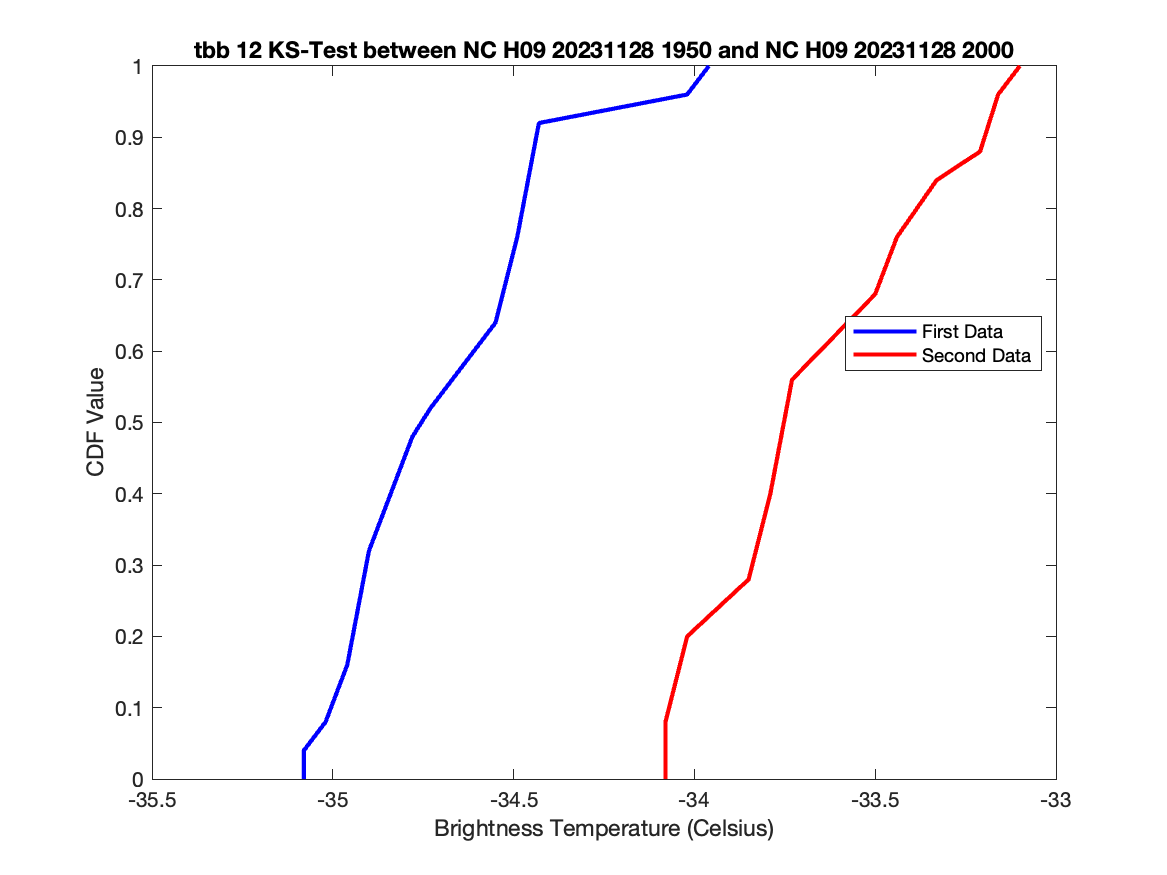 tbb 12 KS-Test between NC H09 20231128 1950 and NC H09 20231128 2000
1
0.9
0.8
0.7
0.6
0.5
0.4
0.3
0.2
0.1
0
CDF Value
First Data
Second Data
-35.5 -35 -34.5 -34 -33.5 -33
Brightness Temperature (Celsius)